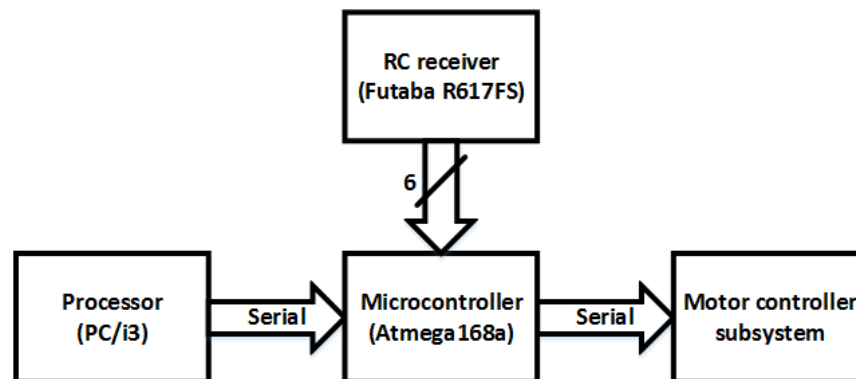 RC receiver
(Futaba R617FS)
6
Processor
(PC/i3)
Serial
Microcontroller
(Atmega168a)
Serial
Motor controller
subsystem